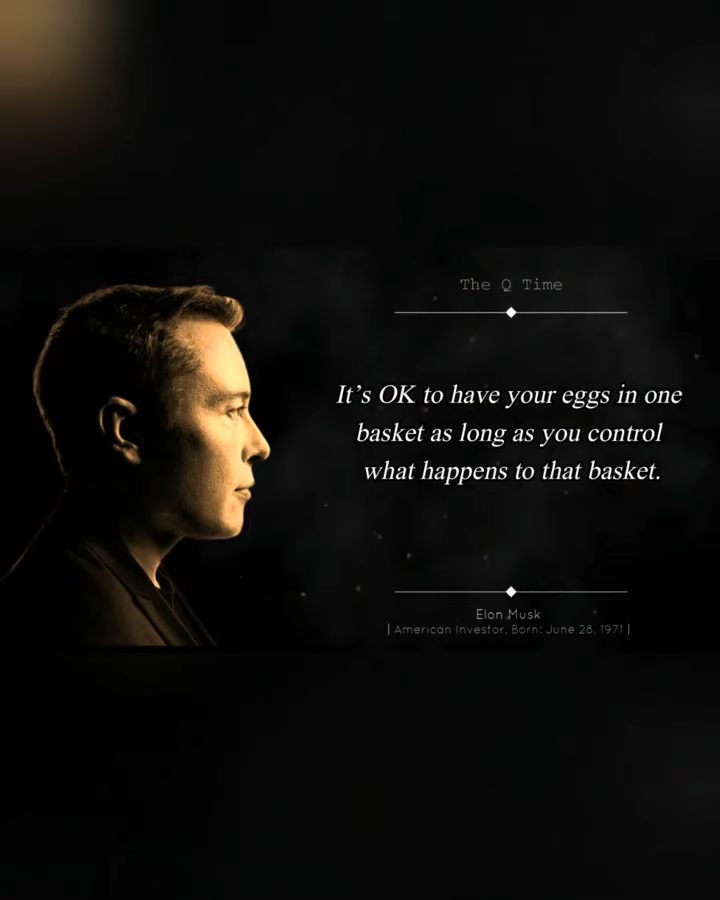 The Q Time
It's OK to have your eggs in one
basket as long as you control
what happens to that basket.
Elon Musk
| American Investor, Born: June 28, 1971 |